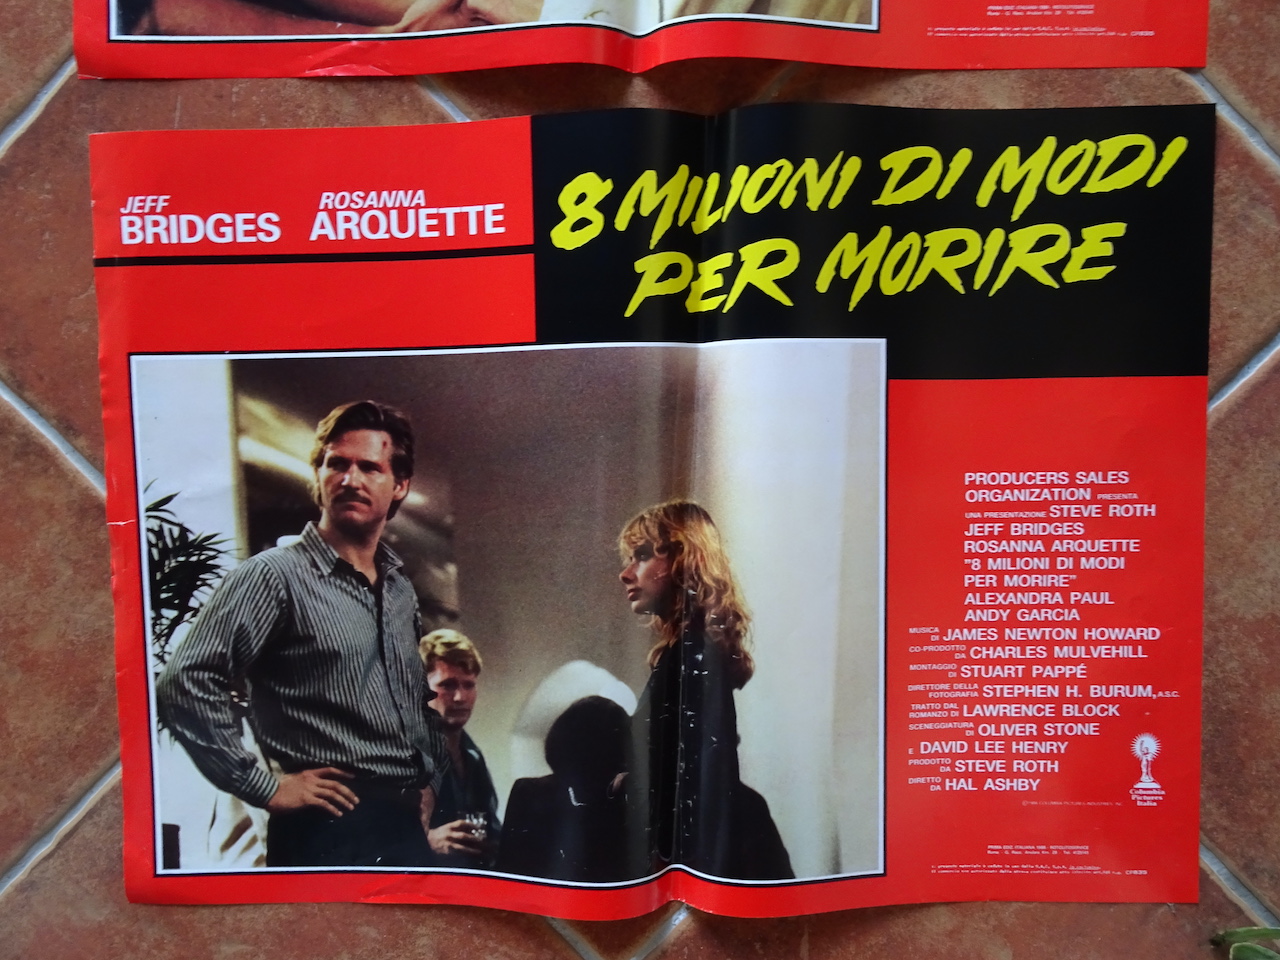 JEFF
BRIDGES
ROSANNA
ARQUETTE
8 MILIONI DI MODI
PER MORIRE
PRODUCERS SALES
ORGANIZATION PRESENTA
UNA PRESENTAZIONE STEVE ROTH
JEFF BRIDGES
ROSANNA ARQUETTE
"8 MILIONI DI MODI
PER MORIRE"
ALEXANDRA PAUL
ANDY GARCIA
MUSICA DI JAMES NEWTON HOWARD
CO-PRODOTTO DA CHARLES MULVEHILL
MONTAGGIO DI STUART PAPPÉ
DIRETTORE DELLA FOTOGRAFIA STEPHEN H. BURUM, A.S.C.
TRATTO DAL ROMANZO DI LAWRENCE BLOCK
SCENEGGIATURA DI OLIVER STONE
E DAVID LEE HENRY
PRODOTTO DA STEVE ROTH
DIRETTO DA HAL ASHBY
Columbia
Pictures
Italia